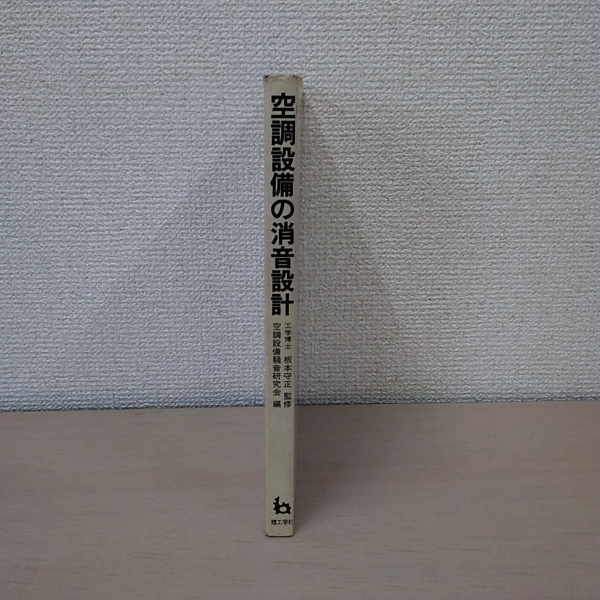 空調設備の消音設計
工学博士 板本守正 監修
空調設備騒音研究会 編
理工学社